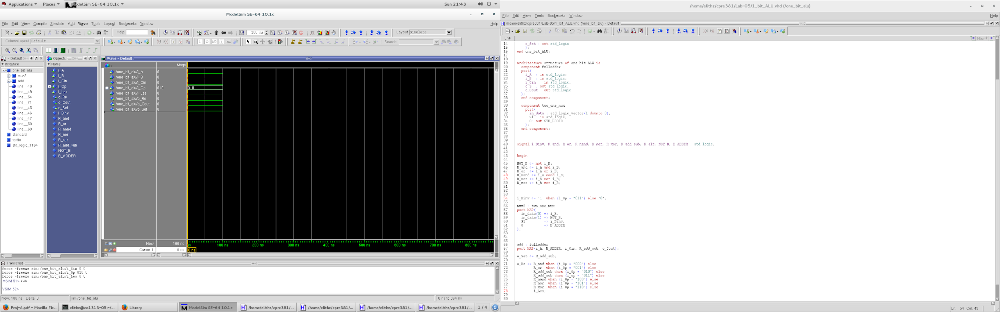 Applications Places ModelSim SE-64 10.1c Sun 21:43
ModelSim SE-64 10.1c
File Edit View Compile Simulate Add Wave Tools Layout Bookmarks Window Help
Help 100 ns Layout Simulate
ColumnLayout Default Search:
- Default
Instance
one_bit_alu
mux2
add
line__48
line__49
line__54
line__71
line__45
line__46
line__47
line__50
line__69
standard
textio
std_logic_1164
Objects
Name
i_A
i_B
i_Cin
i_Op
i_Les
o_Re
o_Cout
o_Set
i_Binv
R_and
R_or
R_nand
R_nor
R_xor
R_add_sub
NOT_B
B_ADDER
Wave - Default
Msgs
/one_bit_alu/i_A 0
/one_bit_alu/i_B 0
/one_bit_alu/i_Cin 0
/one_bit_alu/i_Op 010 010
/one_bit_alu/i_Les 0
/one_bit_alu/o_Re 0
/one_bit_alu/o_Cout 0
/one_bit_alu/o_Set 0
Now 100 ns ns 100 ns 200 ns 300 ns 400 ns 500 ns 600 ns 700 ns 800 ns
Cursor 1 0 ns 0 ns
Transcript
force -freeze sim:/one_bit_alu/i_Cin 0 0
force -freeze sim:/one_bit_alu/i_Op 010 0
force -freeze sim:/one_bit_alu/i_Les 0 0
VSIM 51> run
VSIM 52>
Now: 100 ns Delta: 0 sim:/one_bit_alu 0 ns to 864 ns
Proj-A.pdf - Mozilla Fir... elithz@co1313-05:~/... Library ModelSim SE-64 10.1c /home/elithz/cpre381/... /home/elithz/cpre381/... /home/elithz/cpre381/... /home/elithz/cpre381/... 1 / 4 1
/home/elithz/cpre381/Lab-05/1_bit_ALU.vhd (/one_bit_alu)
File Edit View Tools Bookmarks Window Help
/home/elithz/cpre381/Lab-05/1_bit_ALU.vhd (/one_bit_alu) - Default
Ln# Now
14 o_Set : out std_logic
15 );
16 end one_bit_ALU;
17
18
19 architecture structure of one_bit_ALU is
20 component fulladder
21 port(
22 i_A : in std_logic;
23 i_B : in std_logic;
24 i_Cin : in std_logic;
25 o_S : out std_logic;
26 o_Cout :out std_logic
27 );
28 end component;
29
30 component two_one_mux
31 port(
32 in_data : std_logic_vector(1 downto 0);
33 S1 : in std_logic;
34 O: out STD_LOGIC
35 );
36 end component;
37
38
39
40 signal i_Binv, R_and, R_or, R_nand, R_nor, R_xor, R_add_sub, R_slt, NOT_B, B_ADDER : std_logic;
41
42
43 begin
44
45 NOT_B <= not i_B;
46 R_and <= i_A and i_B;
47 R_or <= i_A or i_B;
48 R_nand <= i_A nand i_B;
49 R_nor <= i_A nor i_B;
50 R_xor <= i_A xor i_B;
51
52
53
54 i_Binv <= '1' when (i_Op = "011") else '0';
55
56 mux2 : two_one_mux
57 port MAP(
58 in_data(0) => i_B,
59 in_data(1) => NOT_B,
60 S1 => i_Binv,
61 O => B_ADDER
62 );
63
64
65
66 add : fulladder
67 port MAP(i_A, B_ADDER, i_Cin, R_add_sub, o_Cout);
68
69 o_Set <= R_add_sub;
70
71 o_Re <= R_and when (i_Op = "000") else
72 R_or when (i_Op = "001") else
73 R_add_sub when (i_Op = "010") else
74 R_add_sub when (i_op = "011") else
75 R_nand when (i_Op = "100") else
76 R_nor when (i_Op = "101") else
77 R_xor when (i_Op = "110") else
78 i_Les;
79
80
Ln: 54 Col: 43